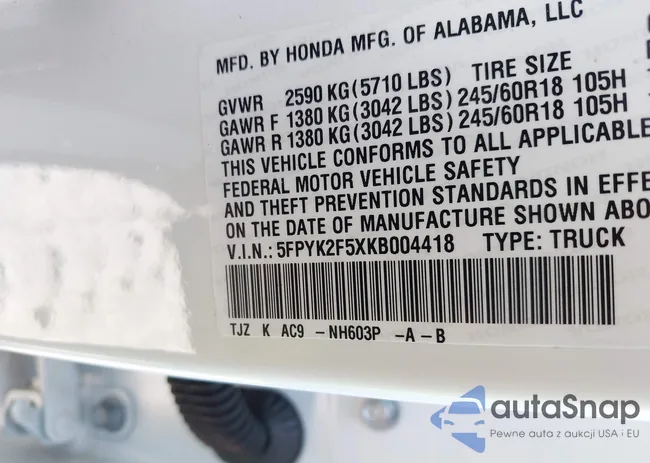 MFD. BY HONDA MFG. OF ALABAMA, LLC
GVWR 2590 KG(5710 LBS) TIRE SIZE
GAWR F 1380 KG(3042 LBS) 245/60R18 105H
GAWR R 1380 KG(3042 LBS) 245/60R18 105H
THIS VEHICLE CONFORMS TO ALL APPLICABLE
FEDERAL MOTOR VEHICLE SAFETY
AND THEFT PREVENTION STANDARDS IN EFFE
ON THE DATE OF MANUFACTURE SHOWN ABO
V.I.N.: 5FPYK2F5XKB004418 TYPE: TRUCK
TJZ K AC9 -NH603P -A-B
autaSnap
Pewne auta z aukcji USA i EU